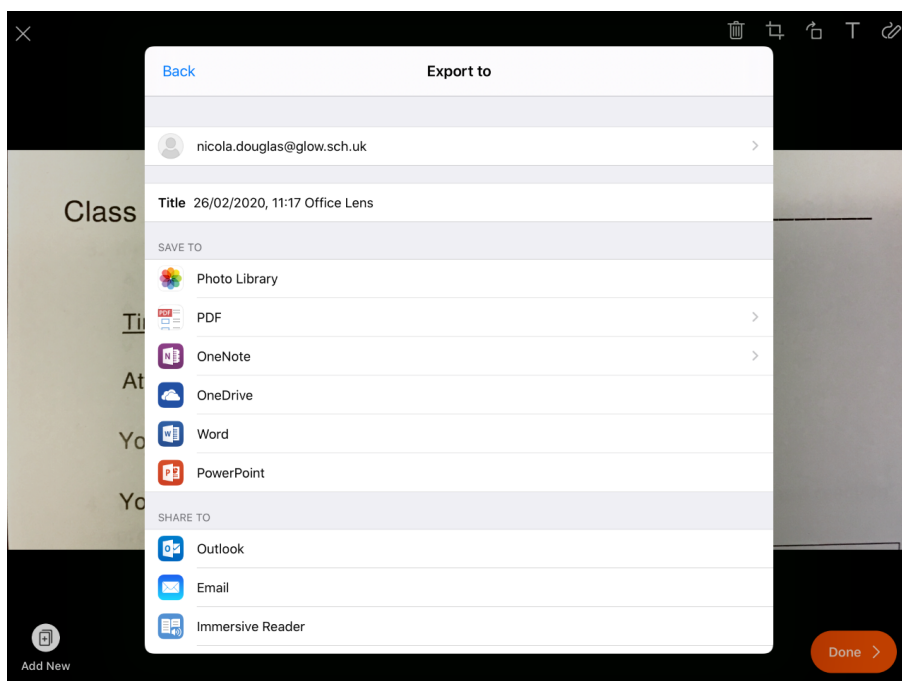 T
Back
Export to
nicola.douglas@glow.sch.uk
Class
Title 26/02/2020, 11:17 Office Lens
SAVE TO
Photo Library
PDF
PDF
Ti
N
OneNote
At
OneDrive
W
Word
Yo
P
PowerPoint
Yo
SHARE TO
Outlook
Email
Immersive Reader
Add New
Done